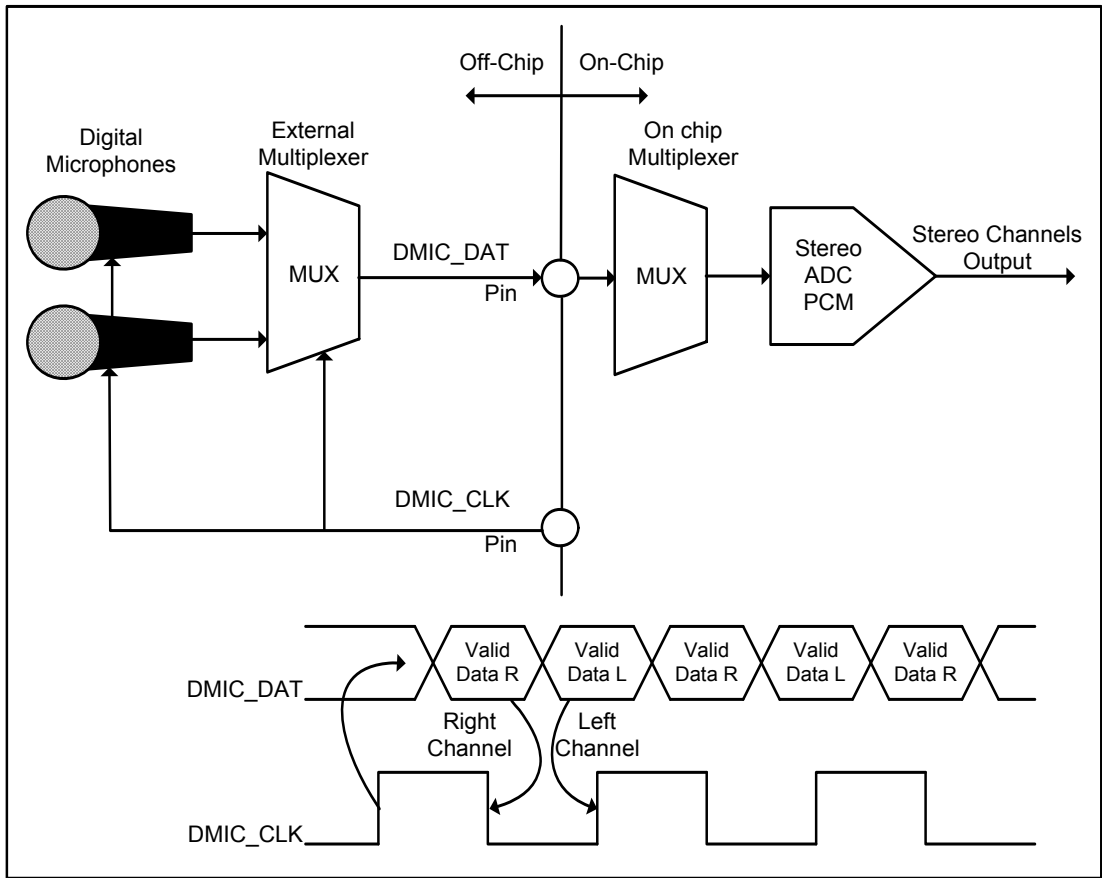 Off-Chip
On-Chip
Digital
Microphones
External
Multiplexer
On chip
Multiplexer
MUX
DMIC_DAT
Pin
MUX
Stereo
ADC
PCM
Stereo Channels
Output
DMIC_CLK
Pin
DMIC_DAT
Valid
Data R
Valid
Data L
Valid
Data R
Valid
Data L
Valid
Data R
Right
Channel
Left
Channel
DMIC_CLK